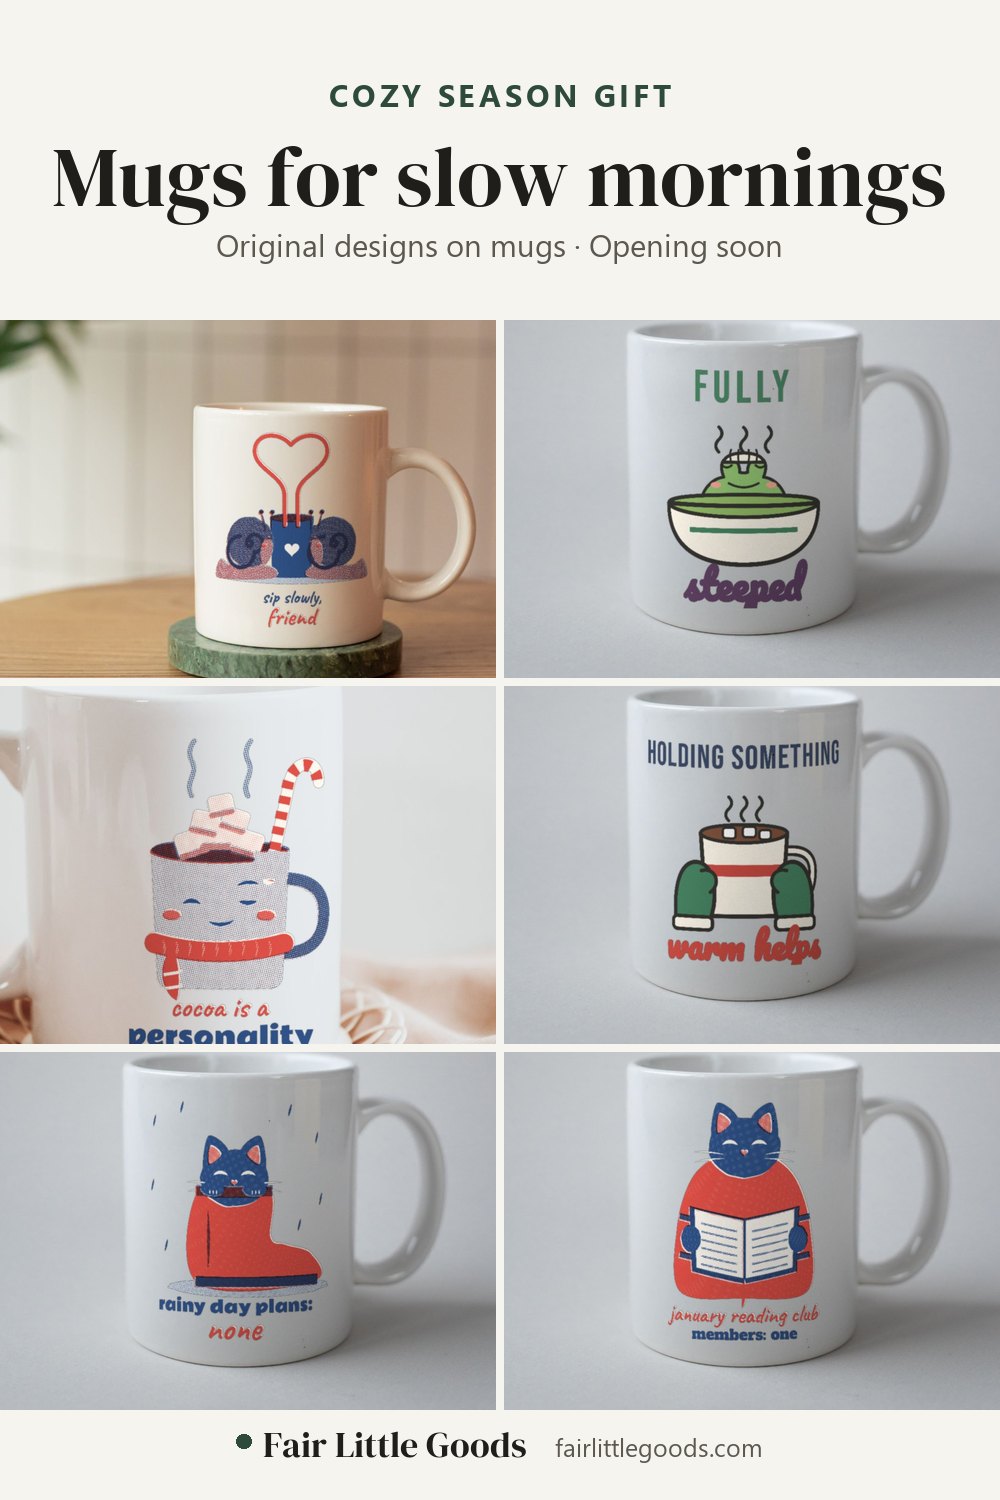 COZY SEASON GIFT
Mugs for slow mornings
Original designs on mugs · Opening soon
sip slowly,
friend
FULLY
steeped
cocoa is a
personality
HOLDING SOMETHING
warm helps
rainy day plans:
none
january reading club
members: one
Fair Little Goods
fairlittlegoods.com